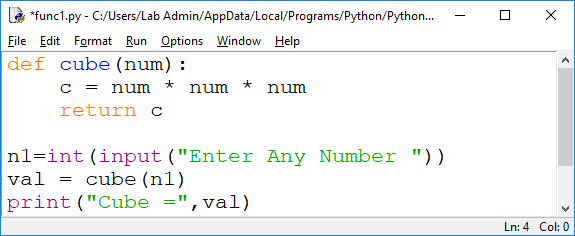 *func1.py - C:/Users/Lab Admin/AppData/Local/Programs/Python/Python...
File Edit Format Run Options Window Help
def cube(num):
    c = num * num * num
    return c
n1=int(input("Enter Any Number "))
val = cube(n1)
print("Cube =",val)
Ln: 4 Col: 0